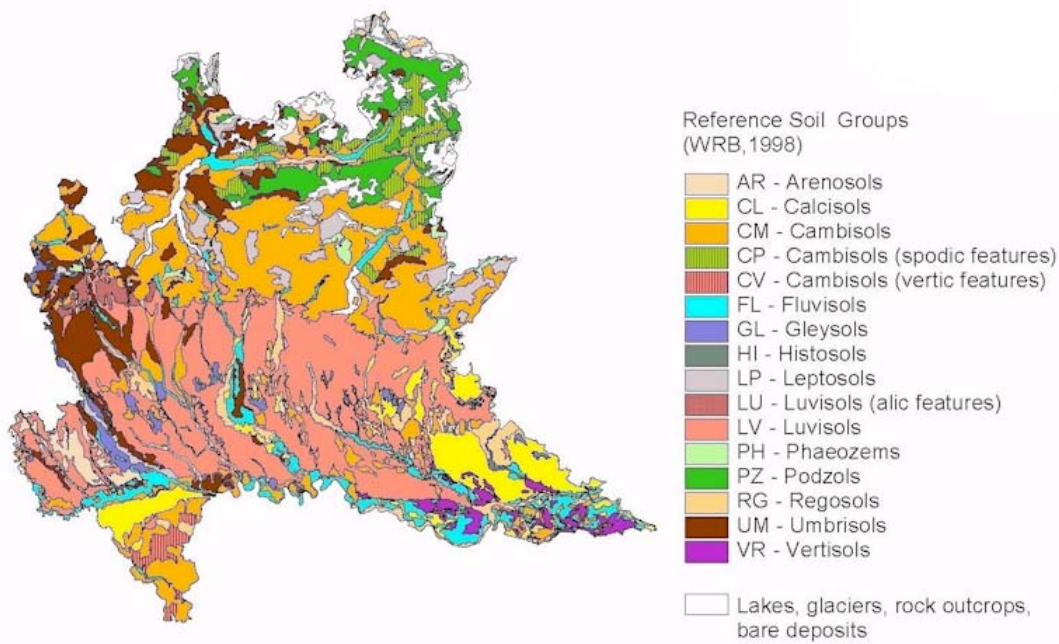 Reference Soil Groups
(WRB,1998)
AR - Arenosols
CL - Calcisols
CM - Cambisols
CP - Cambisols (spodic features)
CV - Cambisols (vertic features)
FL - Fluvisols
GL - Gleysols
HI - Histosols
LP - Leptosols
LU - Luvisols (alic features)
LV - Luvisols
PH - Phaeozems
PZ - Podzols
RG - Regosols
UM - Umbrisols
VR - Vertisols
Lakes, glaciers, rock outcrops,
bare deposits